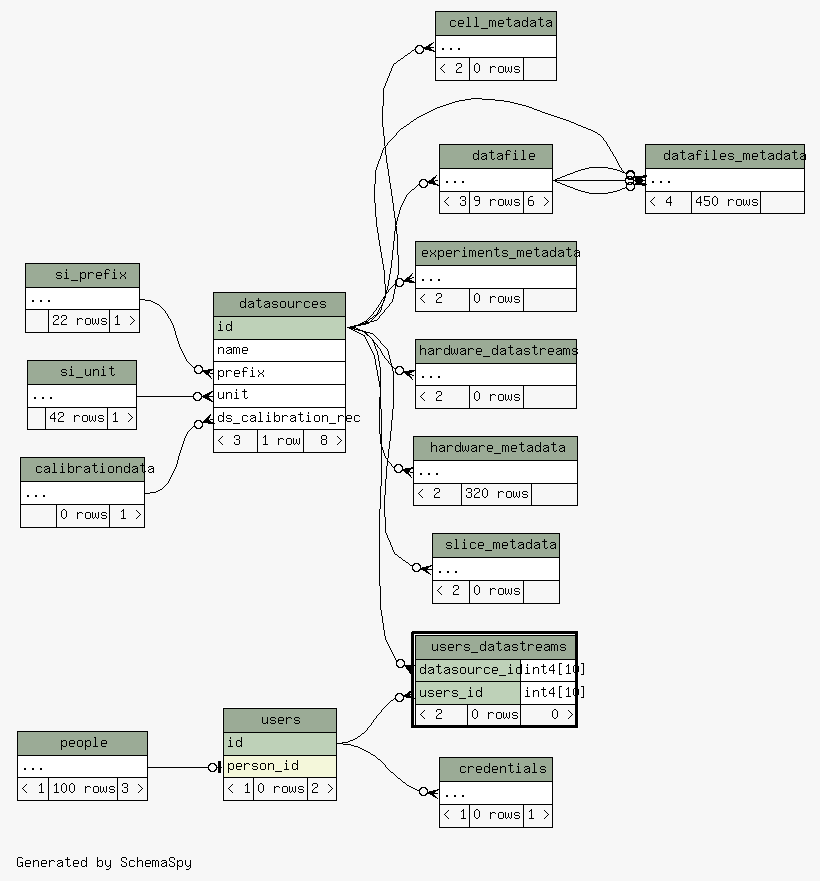 cell_metadata
...
< 2 0 rows
datafile
...
< 3 9 rows 6 >
datafiles_metadata
...
< 4 450 rows
experiments_metadata
...
< 2 0 rows
si_prefix
...
22 rows 1 >
datasources
id
name
prefix
unit
ds_calibration_rec
< 3 1 row 8 >
hardware_datastreams
...
< 2 0 rows
si_unit
...
42 rows 1 >
hardware_metadata
...
< 2 320 rows
calibrationdata
...
0 rows 1 >
slice_metadata
...
< 2 0 rows
users_datastreams
datasource_id int4[10]
users_id int4[10]
< 2 0 rows 0 >
users
id
person_id
< 1 0 rows 2 >
people
...
< 1 100 rows 3 >
credentials
...
< 1 0 rows 1 >
Generated by SchemaSpy